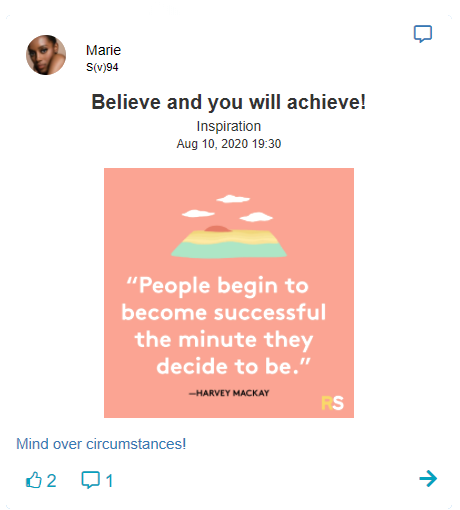 Marie
S(v)94
Believe and you will achieve!
Inspiration
Aug 10, 2020 19:30
“People begin to
become successful
the minute they
decide to be.”
—HARVEY MACKAY
RS
Mind over circumstances!
2
1